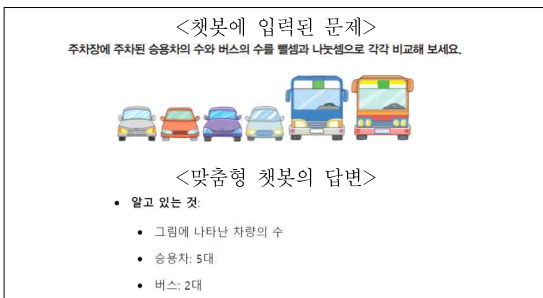 <챗봇에 입력된 문제>
주차장에 주차된 승용차의 수와 버스의 수를 뺄셈과 나눗셈으로 각각 비교해 보세요.
<맞춤형 챗봇의 답변>
• 알고 있는 것:
• 그림에 나타난 차량의 수
• 승용차: 5대
• 버스: 2대